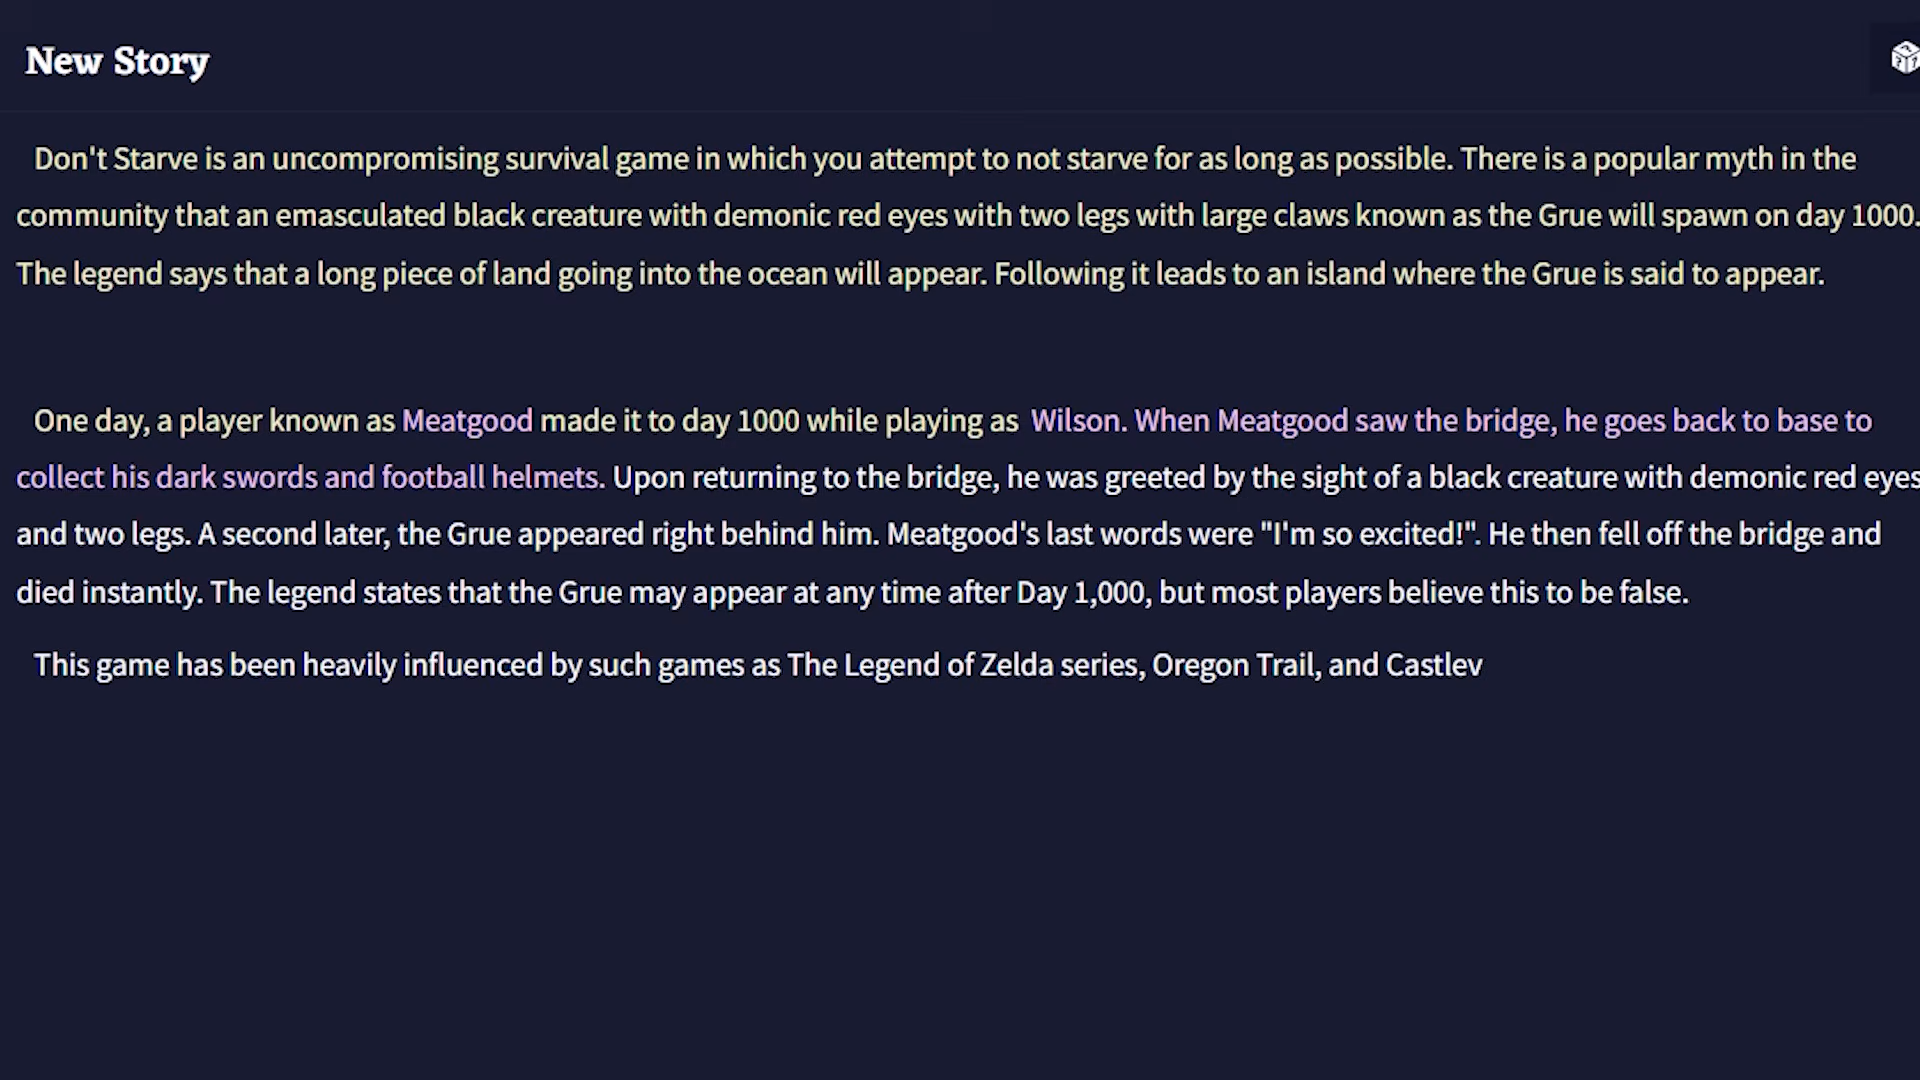 New Story
Don't Starve is an uncompromising survival game in which you attempt to not starve for as long as possible. There is a popular myth in the
community that an emasculated black creature with demonic red eyes with two legs with large claws known as the Grue will spawn on day 1000.
The legend says that a long piece of land going into the ocean will appear. Following it leads to an island where the Grue is said to appear.
One day, a player known as Meatgood made it to day 1000 while playing as Wilson. When Meatgood saw the bridge, he goes back to base to
collect his dark swords and football helmets. Upon returning to the bridge, he was greeted by the sight of a black creature with demonic red eyes
and two legs. A second later, the Grue appeared right behind him. Meatgood's last words were "I'm so excited!". He then fell off the bridge and
died instantly. The legend states that the Grue may appear at any time after Day 1,000, but most players believe this to be false.
This game has been heavily influenced by such games as The Legend of Zelda series, Oregon Trail, and Castlev